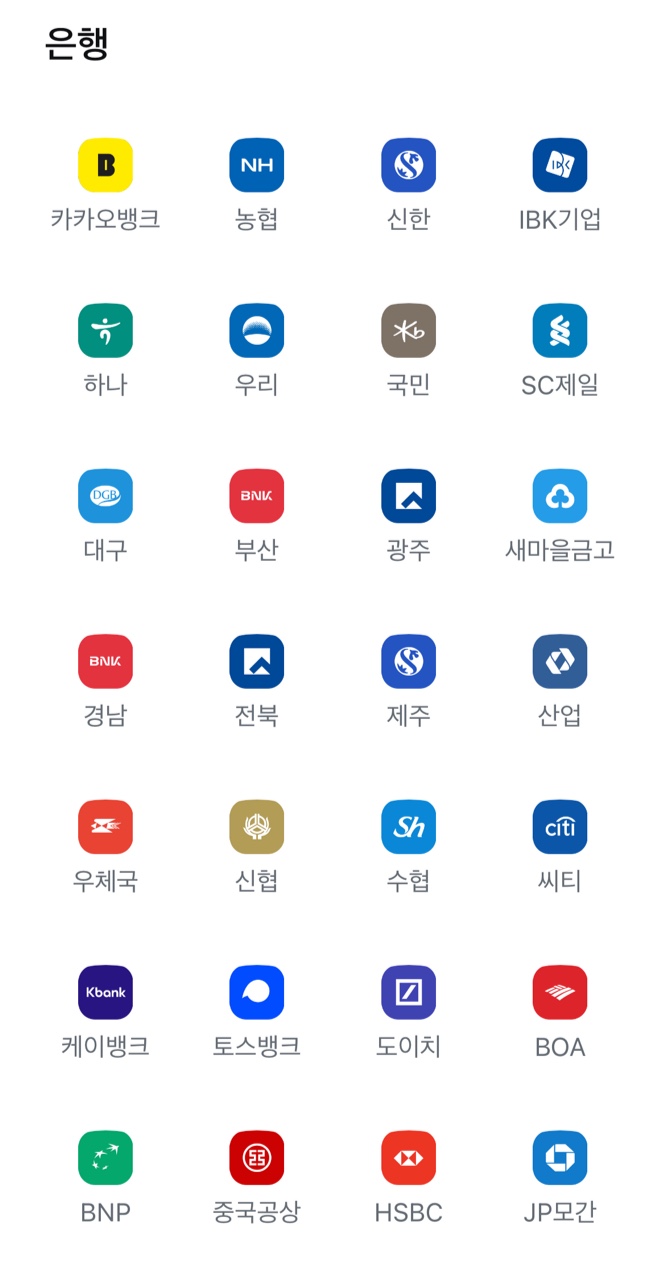 은행
B NH IBK
카카오뱅크 농협 신한 IBK기업
Kb
하나 우리 국민 SC제일
DGB BNK
대구 부산 광주 새마을금고
BNK
경남 전북 제주 산업
Sh citi
우체국 신협 수협 씨티
Kbank
케이뱅크 토스뱅크 도이치 BOA
BNP 중국공상 HSBC JP모간